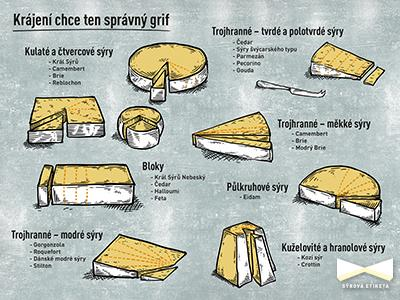 Krájení chce ten správný grif
Kulaté a čtvercové sýry
- Král Sýrů
- Camembert
- Brie
- Reblochon
Trojhranné – tvrdé a polotvrdé sýry
- Čedar
- Sýry švýcarského typu
- Parmezán
- Pecorino
- Gouda
Trojhranné – měkké sýry
- Camembert
- Brie
- Modrý Brie
Bloky
- Král Sýrů Nebeský
- Čedar
- Halloumi
- Feta
Půlkruhové sýry
- Eidam
Trojhranné – modré sýry
- Gorgonzola
- Roquefort
- Dánské modré sýry
- Stilton
Kuželovité a hranolové sýry
- Kozí sýr
- Crottin
SÝROVÁ ETIKETA